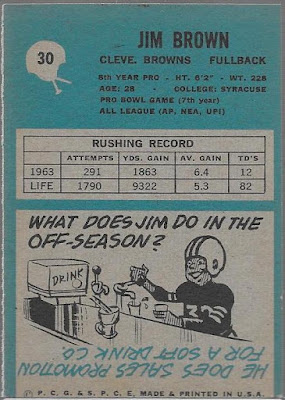 30
JIM BROWN
CLEVE. BROWNS FULLBACK
8th YEAR PRO - HT. 6'2" - WT. 228
AGE: 28 - COLLEGE: SYRACUSE
PRO BOWL GAME (7th year)
ALL LEAGUE (AP, NEA, UPI)
RUSHING RECORD
ATTEMPTS YDS. GAIN AV. GAIN TD'S
1963 291 1863 6.4 12
LIFE 1790 9322 5.3 82
WHAT DOES JIM DO IN THE
OFF-SEASON?
DRINK
HE DOES SALES PROMOTION
FOR A SOFT DRINK CO.
© P. C. G. & S. P. C. E, MADE & PRINTED IN U.S.A.